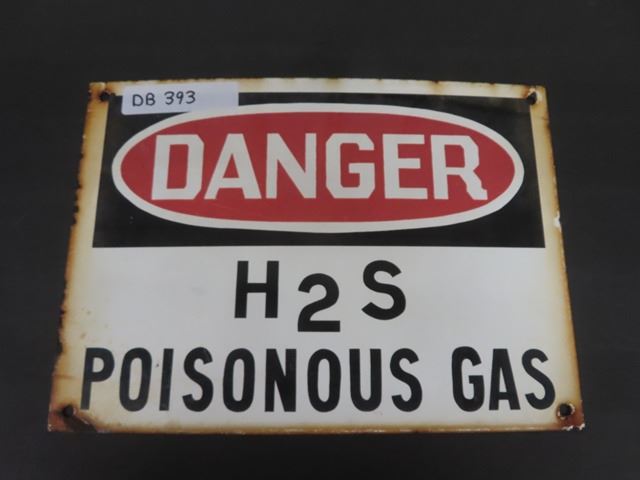 DB 393
DANGER
H2S
POISONOUS GAS